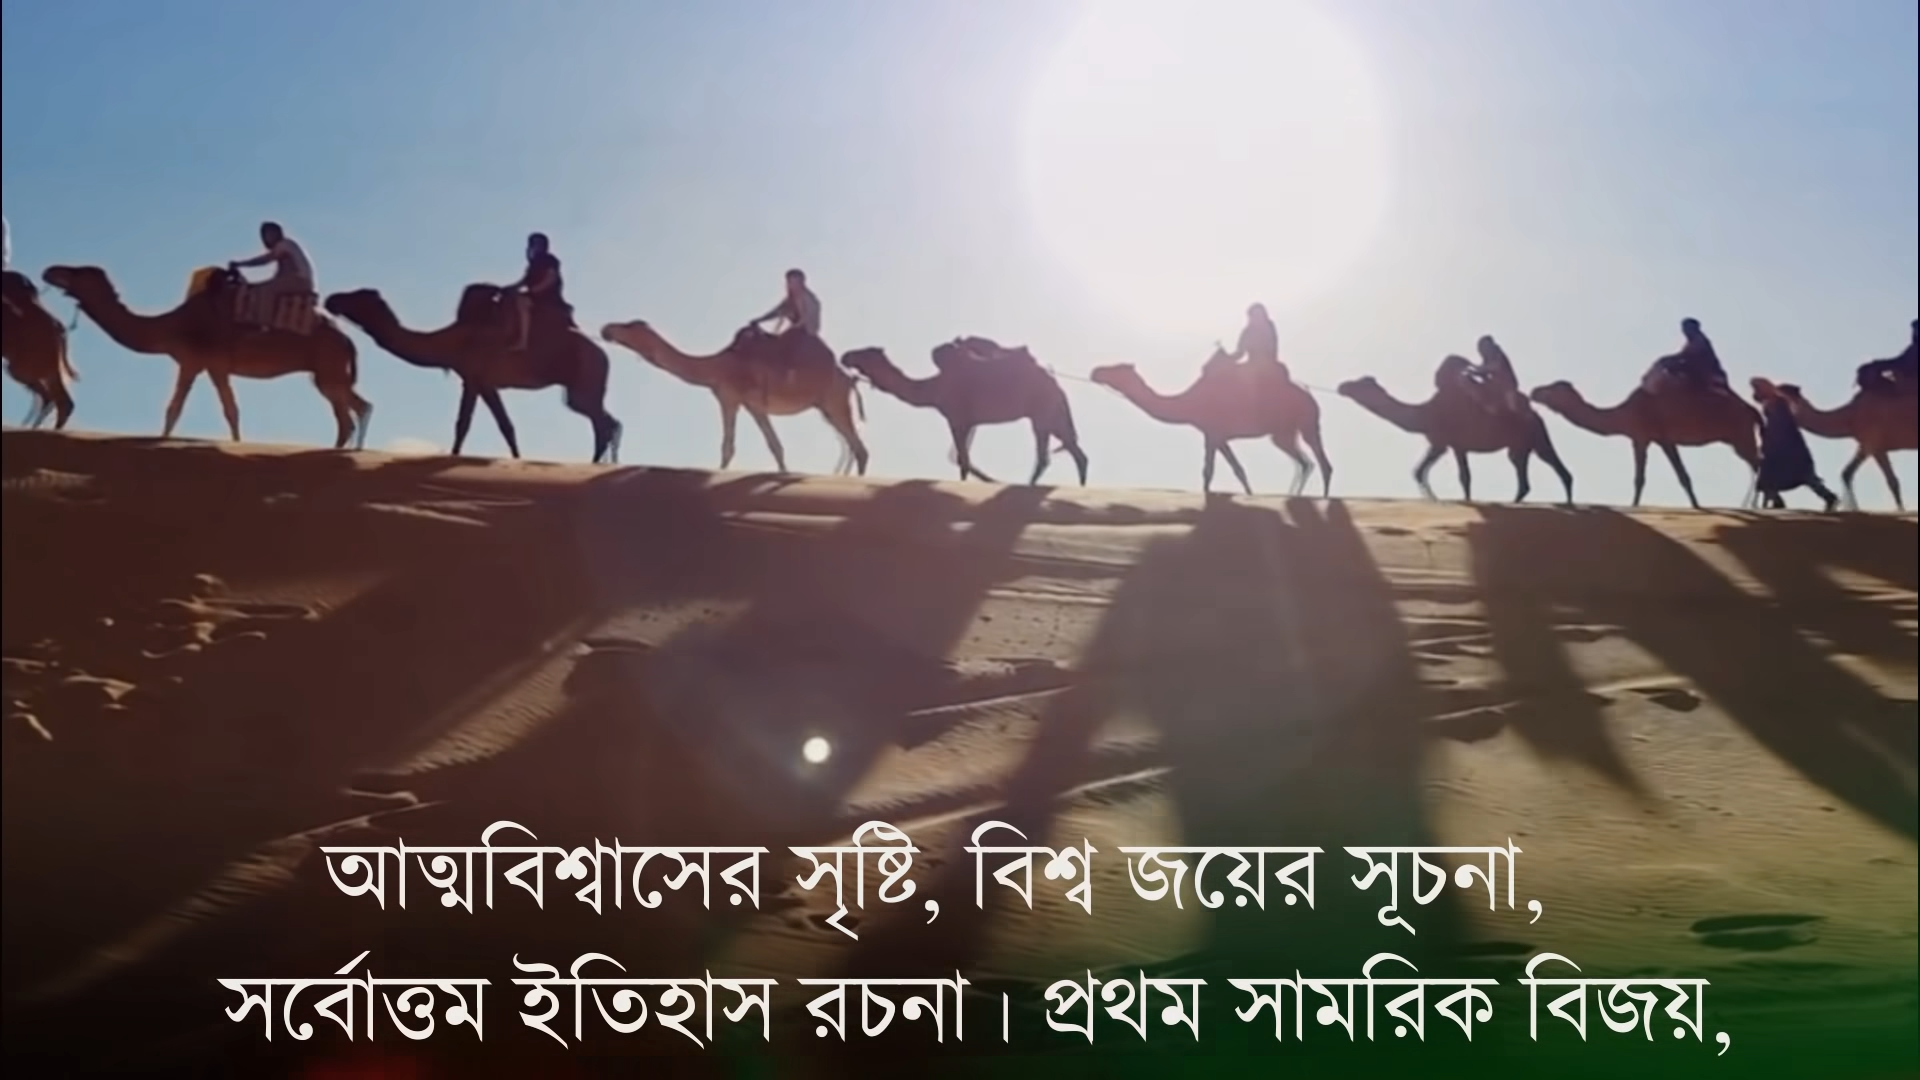 আত্মবিশ্বাসের সৃষ্টি, বিশ্ব জয়ের সূচনা,
সর্বোত্তম ইতিহাস রচনা। প্রথম সামরিক বিজয়,